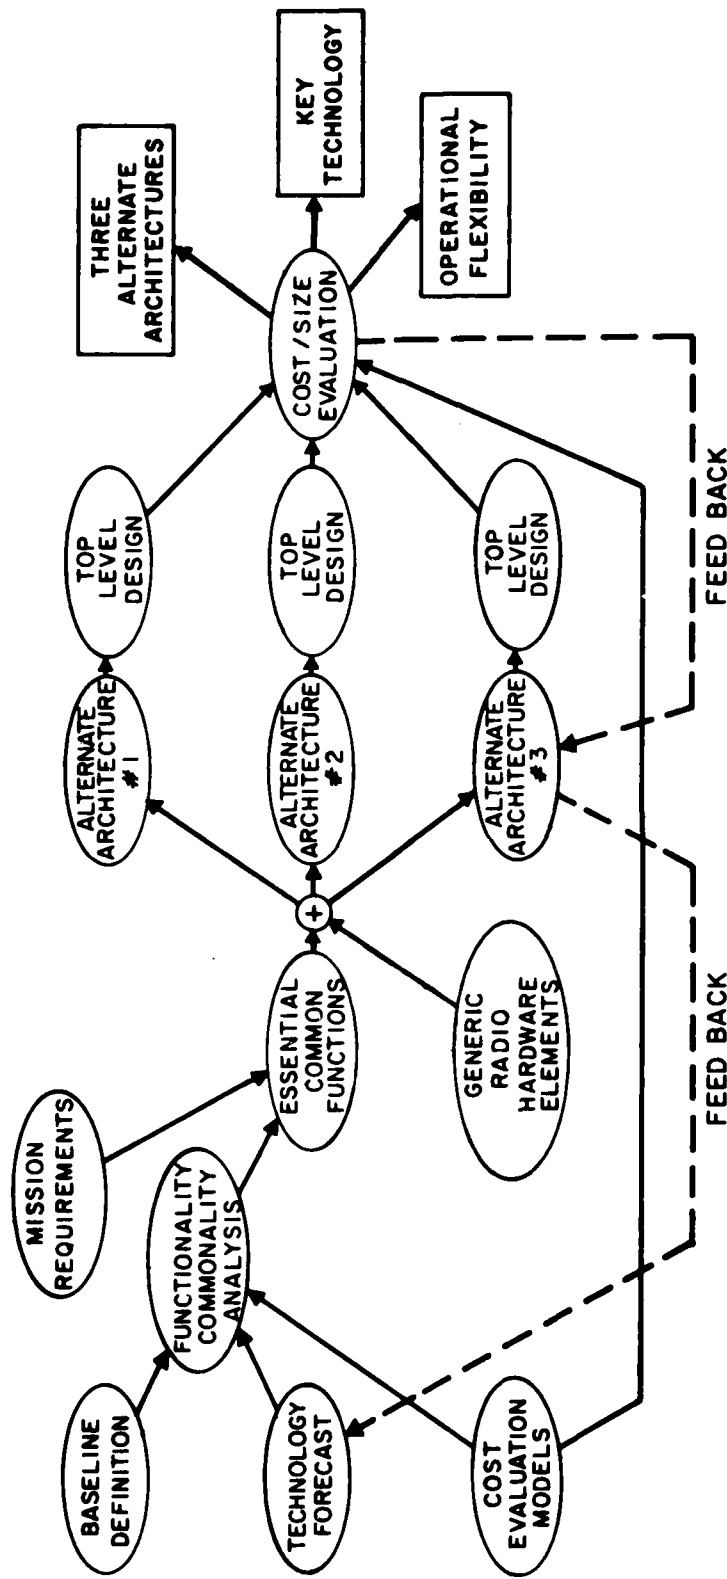 BASELINE
DEFINITION
TECHNOLOGY
FORECAST
COST
EVALUATION
MODELS
MISSION
REQUIREMENTS
FUNCTIONALITY
COMMONALITY
ANALYSIS
ESSENTIAL
COMMON
FUNCTIONS
GENERIC
RADIO
HARDWARE
ELEMENTS
+
ALTERNATE
ARCHITECTURE
#1
ALTERNATE
ARCHITECTURE
#2
ALTERNATE
ARCHITECTURE
#3
TOP
LEVEL
DESIGN
TOP
LEVEL
DESIGN
TOP
LEVEL
DESIGN
COST/SIZE
EVALUATION
THREE
ALTERNATE
ARCHITECTURES
KEY
TECHNOLOGY
OPERATIONAL
FLEXIBILITY
FEED BACK
FEED BACK